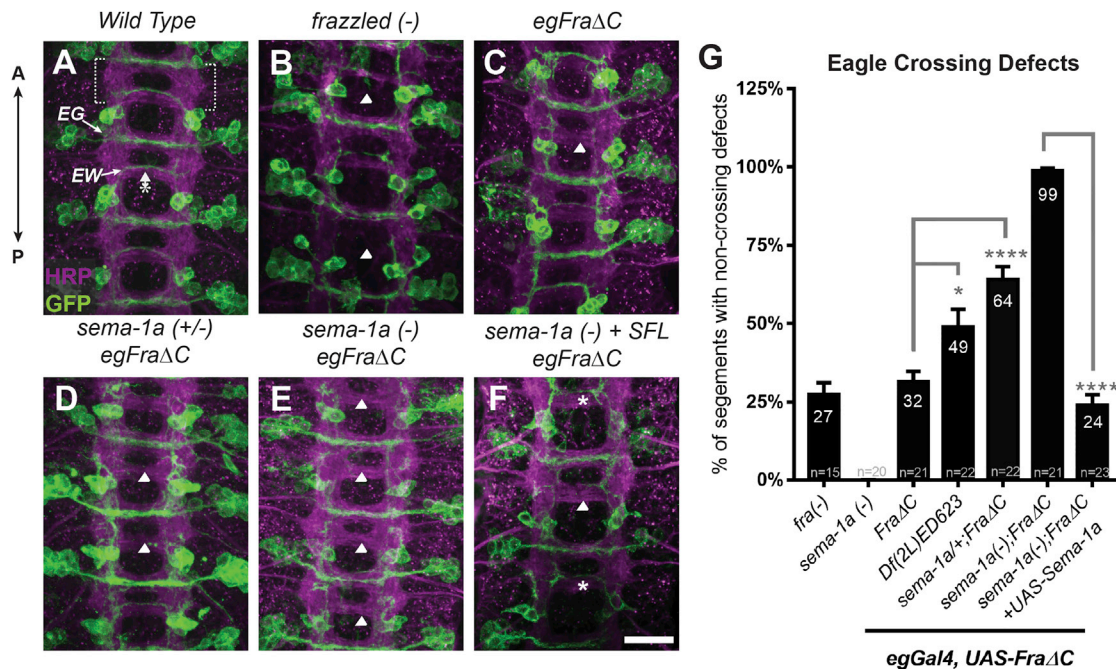 Wild Type
frazzled (-)
egFraΔC
A
B
C
A
P
EG
EW
*
HRP
GFP
sema-1a (+/-)
egFraΔC
sema-1a (-)
egFraΔC
sema-1a (-) + SFL
egFraΔC
D
E
F
*
*
G
Eagle Crossing Defects
% of segements with non-crossing defects
125%
100%
75%
50%
25%
0%
27
32
49
64
99
24
*
****
****
n=15
n=20
n=21
n=22
n=22
n=21
n=23
fra(-)
sema-1a (-)
FraΔC
Df(2L)ED623
sema-1a/+;FraΔC
sema-1a(-);FraΔC
sema-1a(-);FraΔC
+UAS-Sema-1a
egGal4, UAS-FraΔC